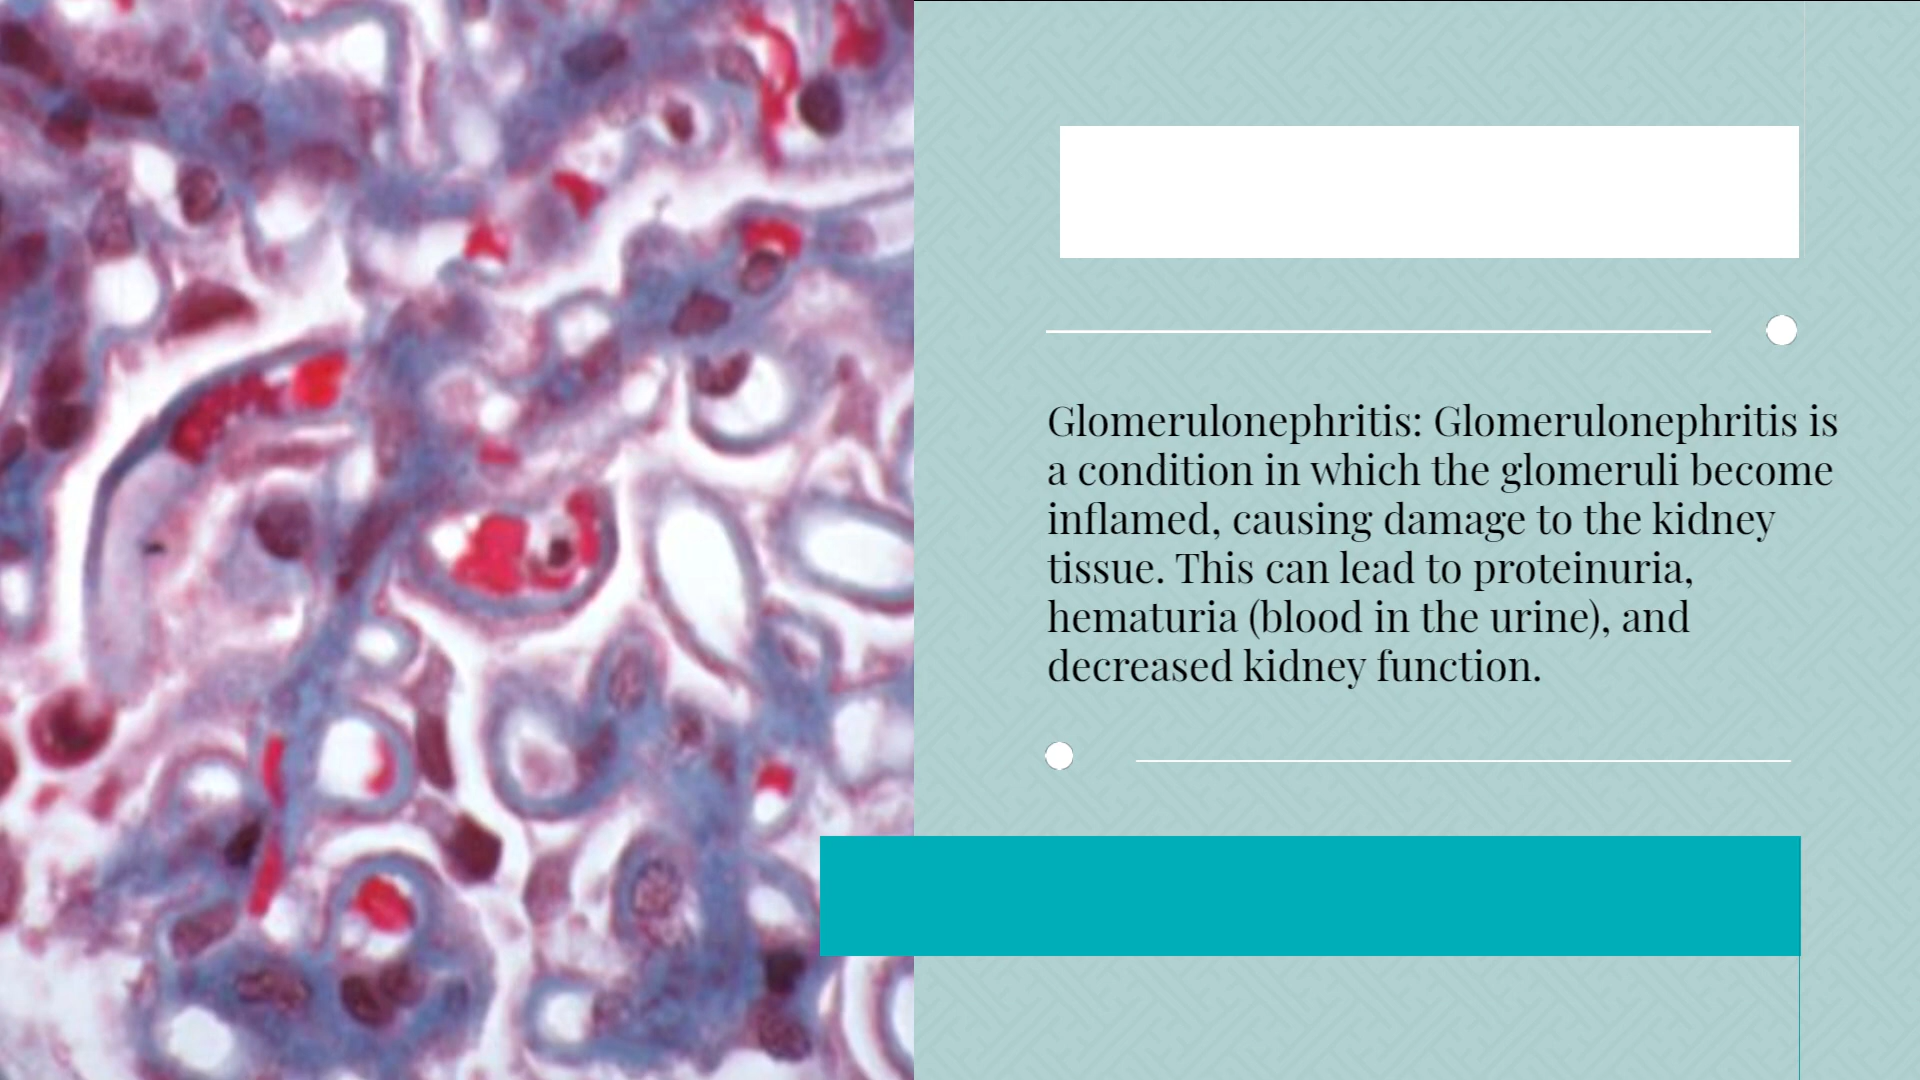 Glomerulonephritis: Glomerulonephritis is
a condition in which the glomeruli become
inflamed, causing damage to the kidney
tissue. This can lead to proteinuria,
hematuria (blood in the urine), and
decreased kidney function.